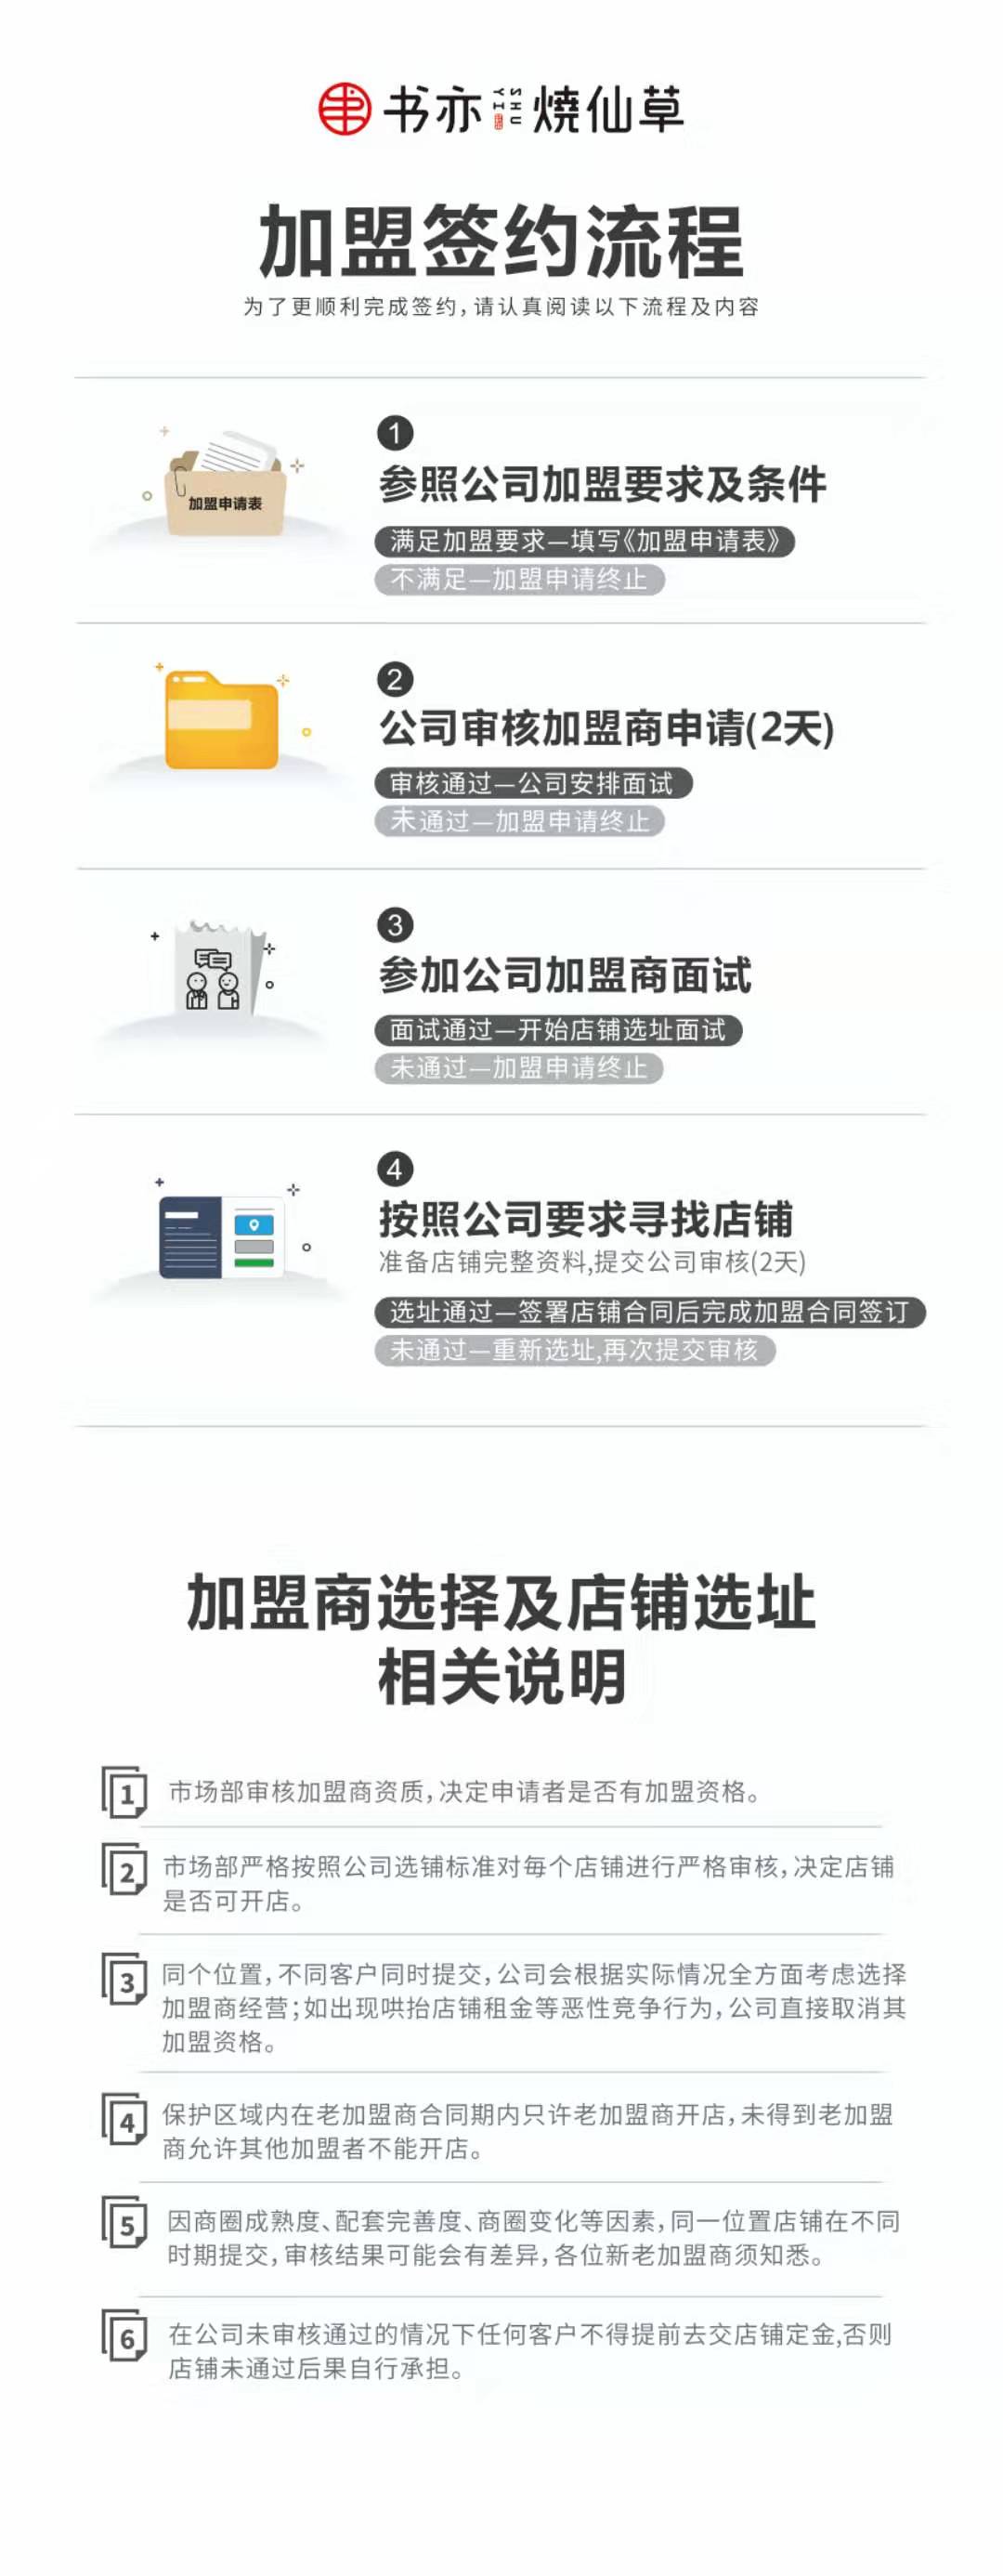 书亦 SHU YI 燒仙草
加盟签约流程
为了更顺利完成签约,请认真阅读以下流程及内容
加盟申请表
1
参照公司加盟要求及条件
满足加盟要求—填写《加盟申请表》
不满足—加盟申请终止
2
公司审核加盟商申请(2天)
审核通过—公司安排面试
未通过—加盟申请终止
3
参加公司加盟商面试
面试通过—开始店铺选址面试
未通过—加盟申请终止
4
按照公司要求寻找店铺
准备店铺完整资料,提交公司审核(2天)
选址通过—签署店铺合同后完成加盟合同签订
未通过—重新选址,再次提交审核
加盟商选择及店铺选址
相关说明
1 市场部审核加盟商资质,决定申请者是否有加盟资格。
2 市场部严格按照公司选铺标准对每个店铺进行严格审核,决定店铺
是否可开店。
3 同个位置,不同客户同时提交,公司会根据实际情况全方面考虑选择
加盟商经营;如出现哄抬店铺租金等恶性竞争行为,公司直接取消其
加盟资格。
4 保护区域内在老加盟商合同期内只许老加盟商开店,未得到老加盟
商允许其他加盟者不能开店。
5 因商圈成熟度、配套完善度、商圈变化等因素,同一位置店铺在不同
时期提交,审核结果可能会有差异,各位新老加盟商须知悉。
6 在公司未审核通过的情况下任何客户不得提前去交店铺定金,否则
店铺未通过后果自行承担。